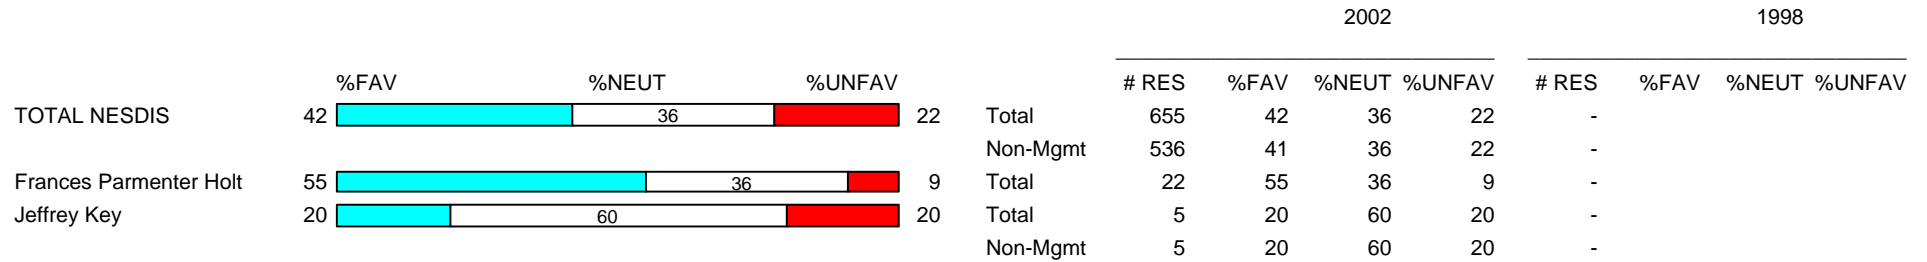 2002 1998
%FAV %NEUT %UNFAV # RES %FAV %NEUT %UNFAV # RES %FAV %NEUT %UNFAV
TOTAL NESDIS 42 36 22 Total 655 42 36 22 -
Non-Mgmt 536 41 36 22 -
Frances Parmenter Holt 55 36 9 Total 22 55 36 9 -
Jeffrey Key 20 60 20 Total 5 20 60 20 -
Non-Mgmt 5 20 60 20 -